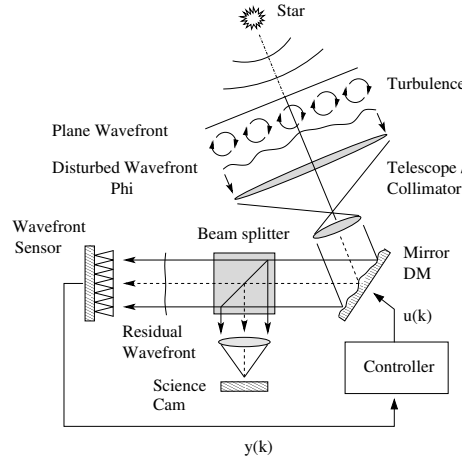 Star
Turbulence
Plane Wavefront
Disturbed Wavefront
Phi
Telescope /
Collimator
Wavefront
Sensor
Beam splitter
Mirror
DM
u(k)
Residual
Wavefront
Controller
Science
Cam
y(k)